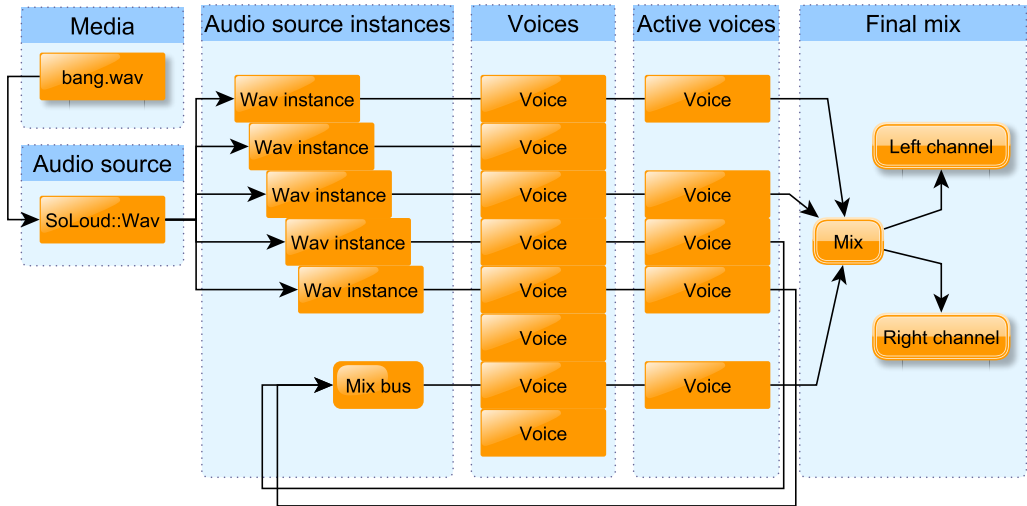 Media
bang.wav
Audio source
SoLoud::Wav
Audio source instances
Wav instance
Wav instance
Wav instance
Wav instance
Wav instance
Mix bus
Voices
Voice
Voice
Voice
Voice
Voice
Voice
Voice
Voice
Active voices
Voice
Voice
Voice
Voice
Voice
Final mix
Left channel
Mix
Right channel